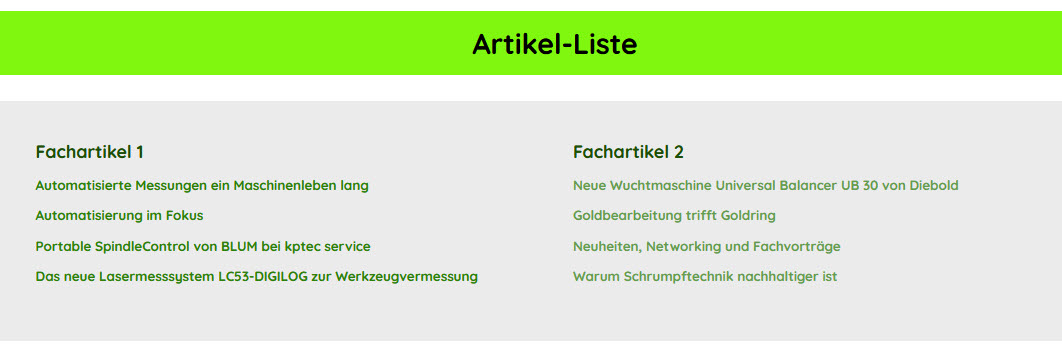 Artikel-Liste
Fachartikel 1
Automatisierte Messungen ein Maschinenleben lang
Automatisierung im Fokus
Portable SpindleControl von BLUM bei kptec service
Das neue Lasermesssystem LC53-DIGILOG zur Werkzeugvermessung
Fachartikel 2
Neue Wuchtmaschine Universal Balancer UB 30 von Diebold
Goldbearbeitung trifft Goldring
Neuheiten, Networking und Fachvorträge
Warum Schrumpftechnik nachhaltiger ist